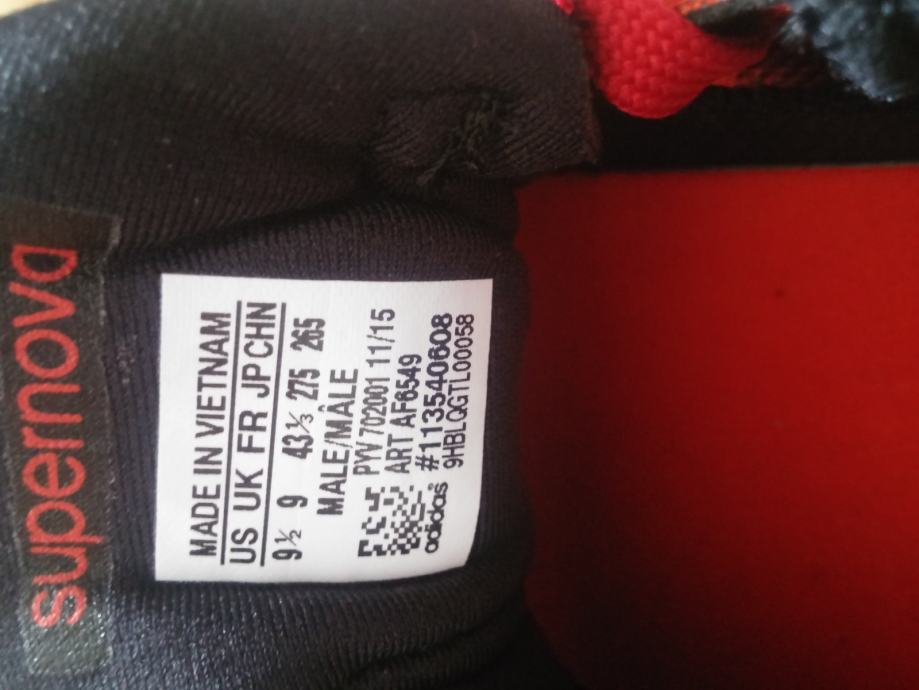 supernova
MADE IN VIETNAM
US UK FR JP CHN
9½ 9 43⅓ 275 265
MALE/MÂLE
PYV 702001 11/15
ART AF6549
#113540608
adidas® 9HBLQGTL00058